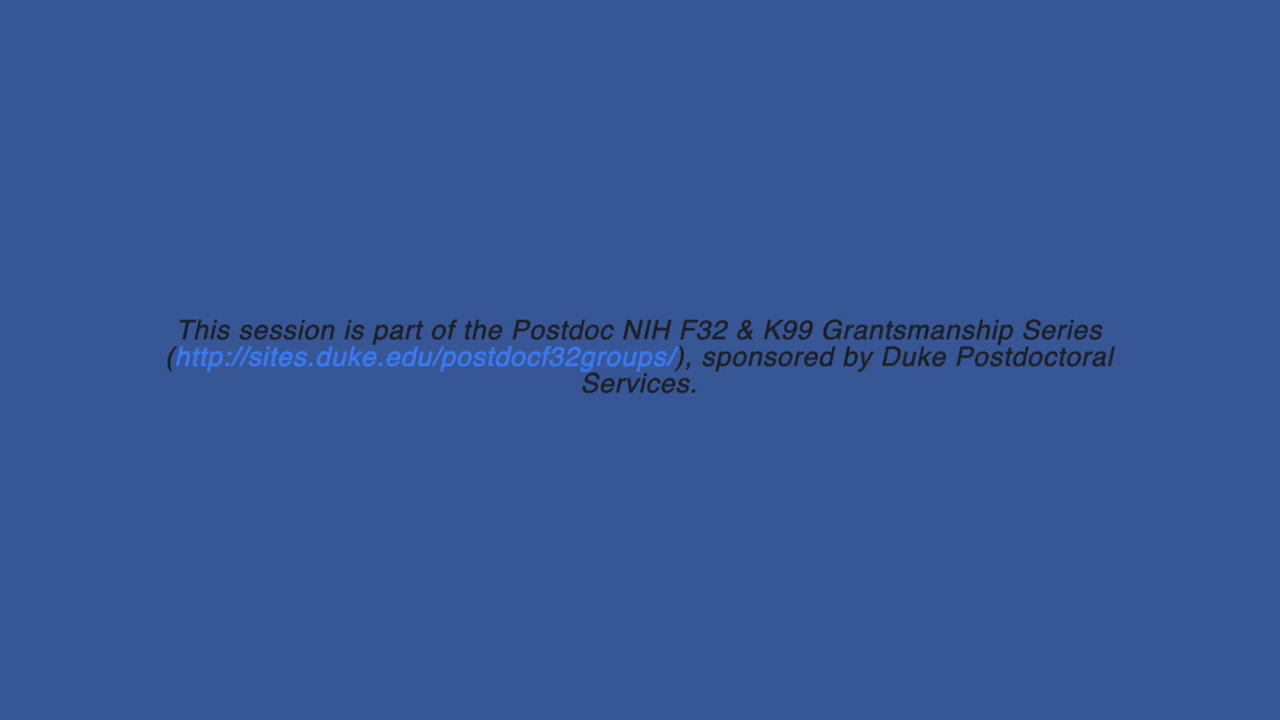 This session is part of the Postdoc NIH F32 & K99 Grantsmanship Series
(http://sites.duke.edu/postdocf32groups/), sponsored by Duke Postdoctoral
Services.